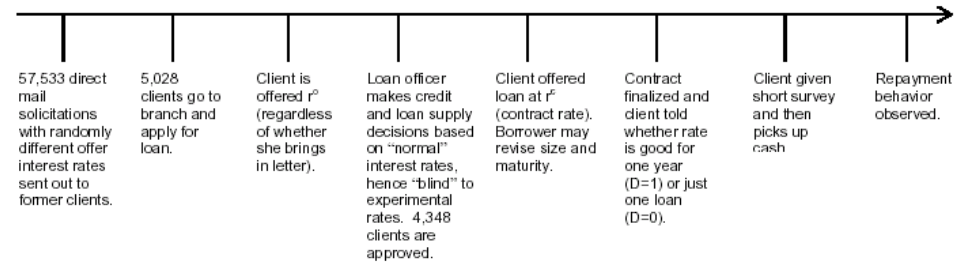 57,533 direct
mail
solicitations
with randomly
different offer
interest rates
sent out to
former clients.
5,028
clients go to
branch and
apply for
loan.
Client is
offered rº
(regardless
of whether
she brings
in letter).
Loan officer
makes credit
and loan supply
decisions based
on “normal”
interest rates,
hence “blind” to
experimental
rates.  4,348
clients are
approved.
Client offered
loan at rᶜ
(contract rate).
Borrower may
revise size and
maturity.
Contract
finalized and
client told
whether rate
is good for
one year
(D=1) or just
one loan
(D=0).
Client given
short survey
and then
picks up
cash
Repayment
behavior
observed.